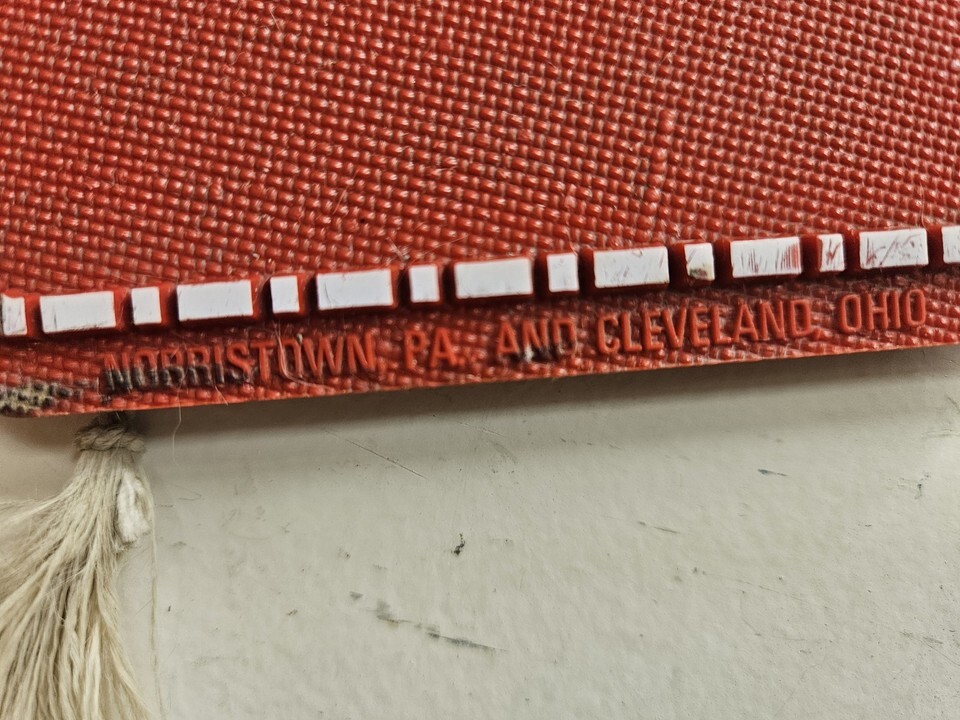 NORRISTOWN, PA. AND CLEVELAND, OHIO